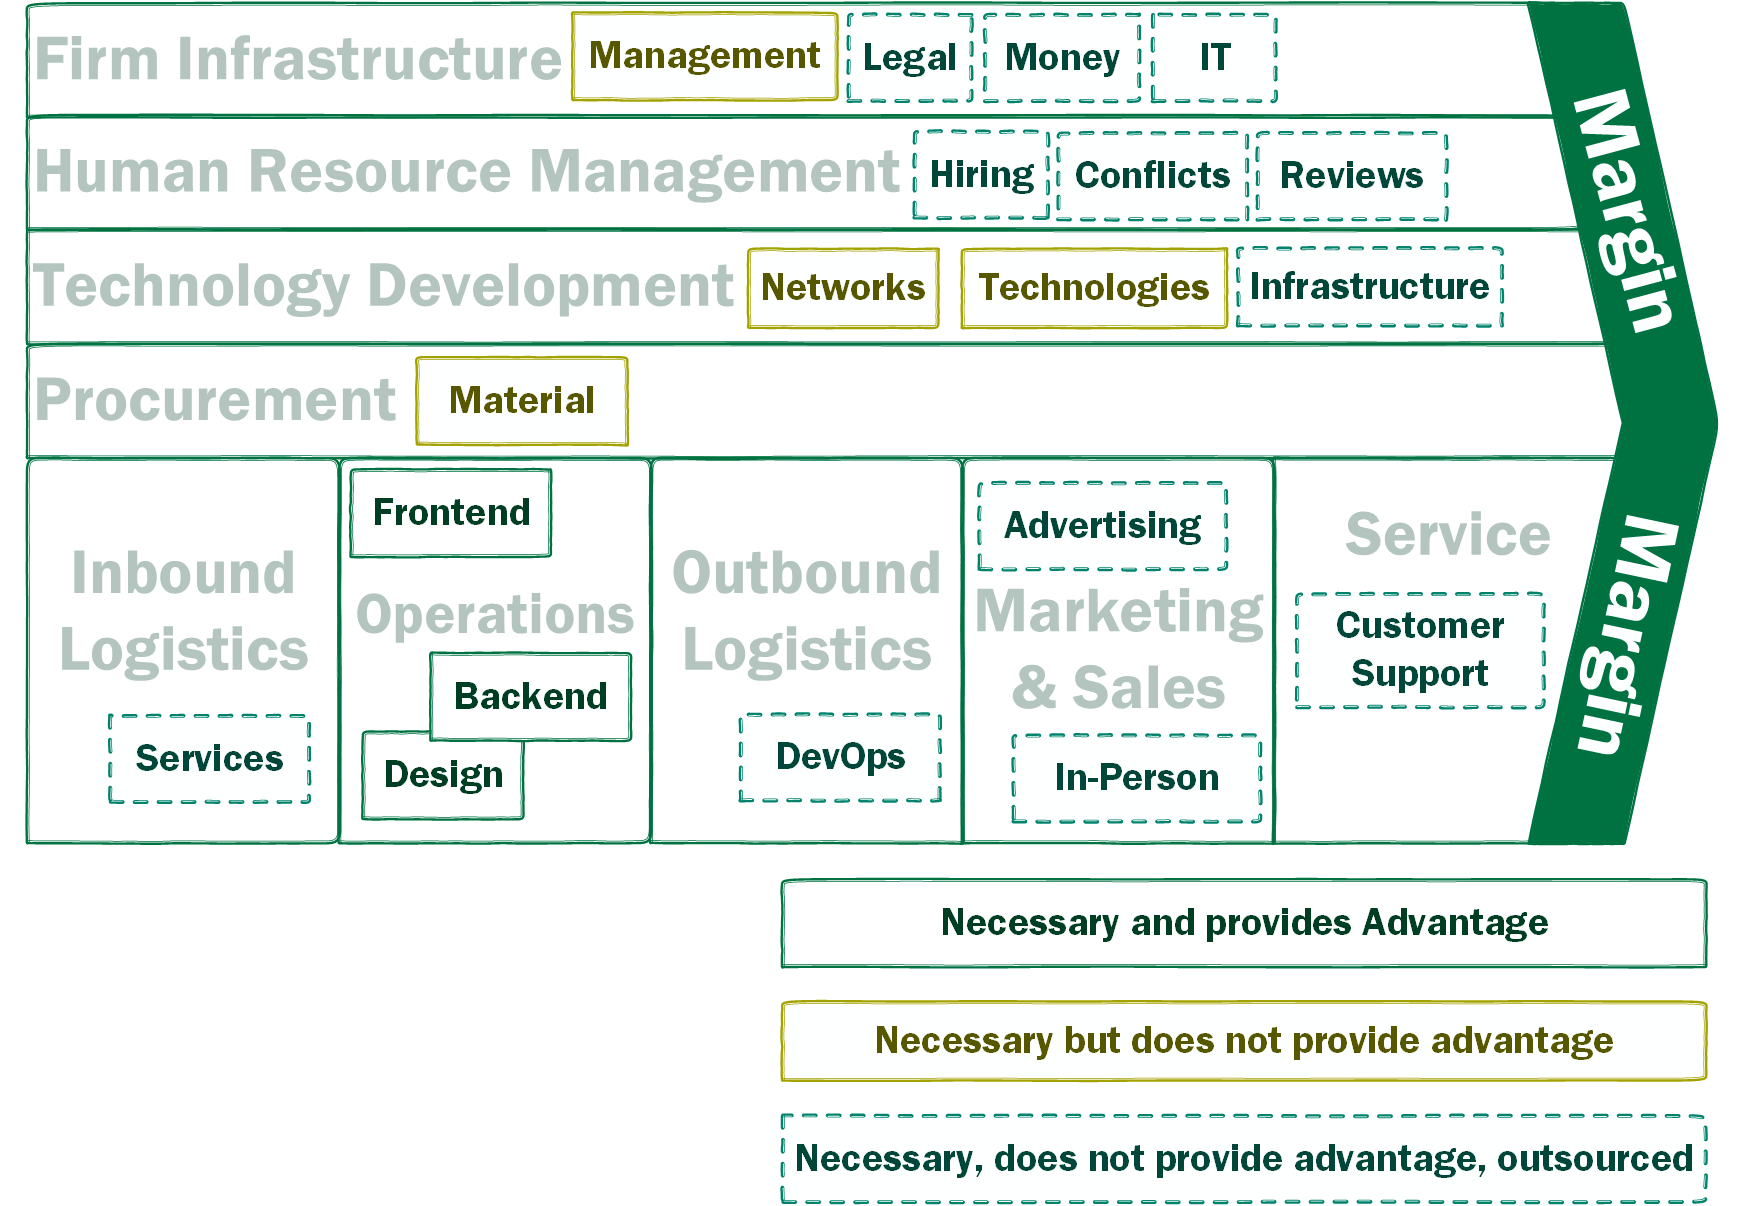 Firm Infrastructure Management Legal Money IT
Human Resource Management Hiring Conflicts Reviews
Technology Development Networks Technologies Infrastructure
Procurement Material
Margin
Margin
Inbound
Logistics
Services
Frontend
Operations
Backend
Design
Outbound
Logistics
DevOps
Advertising
Marketing
& Sales
In-Person
Service
Customer
Support
Necessary and provides Advantage
Necessary but does not provide advantage
Necessary, does not provide advantage, outsourced